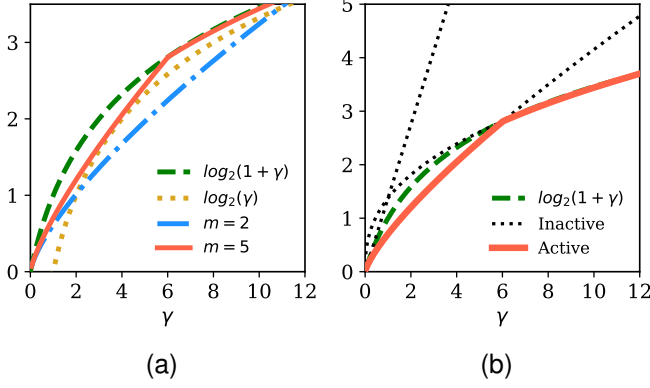 3
2
1
0
0 2 4 6 8 10 12
γ
log₂(1 + γ)
log₂(γ)
m = 2
m = 5
(a)
5
4
3
2
1
0
0 2 4 6 8 10 12
γ
log₂(1 + γ)
Inactive
Active
(b)